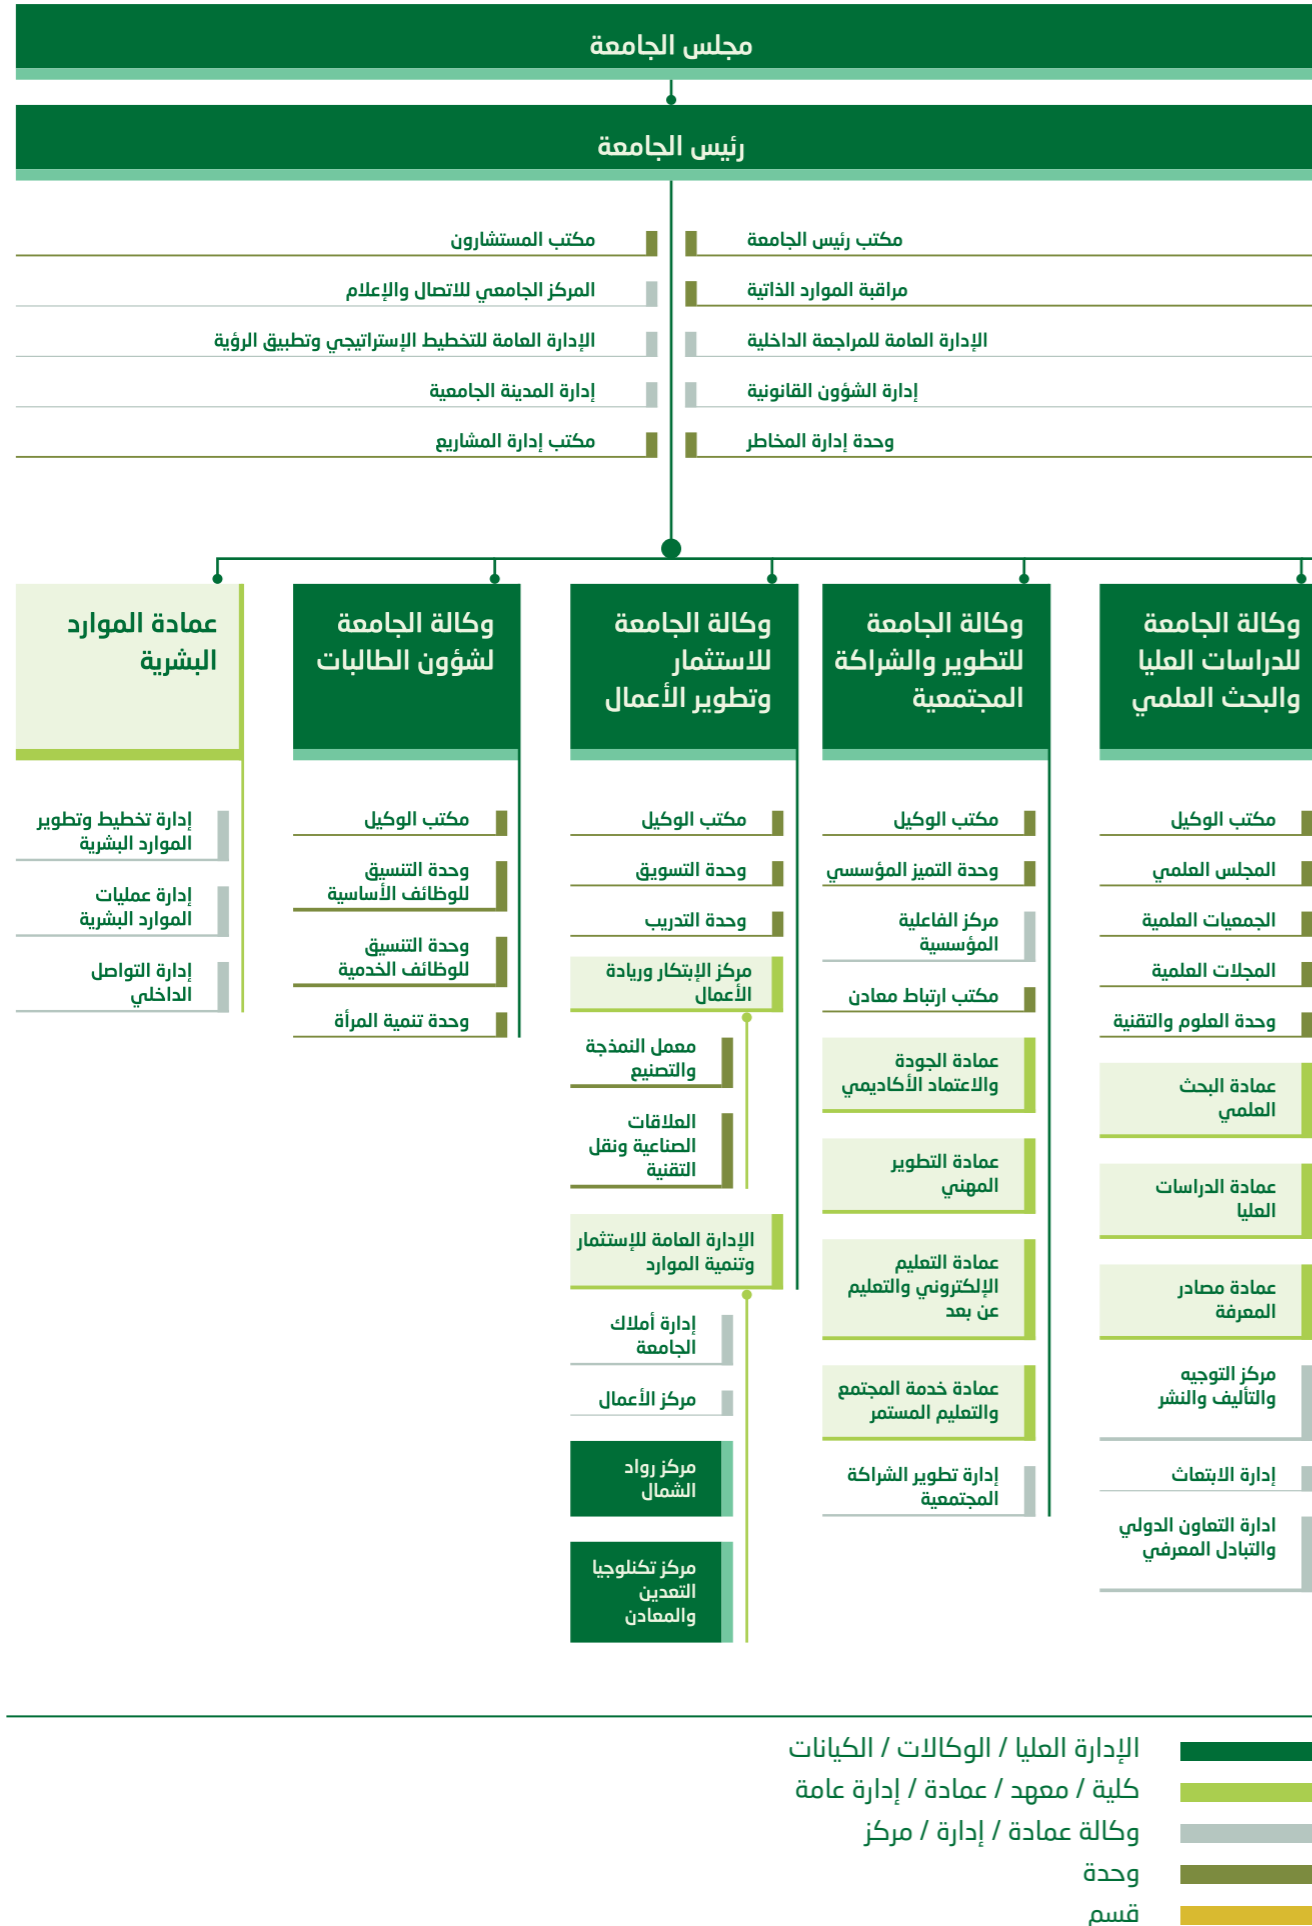 مجلس الجامعة
رئيس الجامعة
مكتب رئيس الجامعة
مراقبة الموارد الذاتية
الإدارة العامة للمراجعة الداخلية
إدارة الشؤون القانونية
وحدة إدارة المخاطر
مكتب المستشارون
المركز الجامعي للاتصال والإعلام
الإدارة العامة للتخطيط الإستراتيجي وتطبيق الرؤية
إدارة المدينة الجامعية
مكتب إدارة المشاريع
وكالة الجامعة
للدراسات العليا
والبحث العلمي
مكتب الوكيل
المجلس العلمي
الجمعيات العلمية
المجلات العلمية
وحدة العلوم والتقنية
عمادة البحث
العلمي
عمادة الدراسات
العليا
عمادة مصادر
المعرفة
مركز التوجيه
والتأليف والنشر
إدارة الابتعاث
ادارة التعاون الدولي
والتبادل المعرفي
وكالة الجامعة
للتطوير والشراكة
المجتمعية
مكتب الوكيل
وحدة التميز المؤسسي
مركز الفاعلية
المؤسسية
مكتب ارتباط معادن
عمادة الجودة
والاعتماد الأكاديمي
عمادة التطوير
المهني
عمادة التعليم
الإلكتروني والتعليم
عن بعد
عمادة خدمة المجتمع
والتعليم المستمر
إدارة تطوير الشراكة
المجتمعية
وكالة الجامعة
للاستثمار
وتطوير الأعمال
مكتب الوكيل
وحدة التسويق
وحدة التدريب
مركز الإبتكار وريادة
الأعمال
معمل النمذجة
والتصنيع
العلاقات
الصناعية ونقل
التقنية
الإدارة العامة للإستثمار
وتنمية الموارد
إدارة أملاك
الجامعة
مركز الأعمال
مركز رواد
الشمال
مركز تكنلوجيا
التعدين
والمعادن
وكالة الجامعة
لشؤون الطالبات
مكتب الوكيل
وحدة التنسيق
للوظائف الأساسية
وحدة التنسيق
للوظائف الخدمية
وحدة تنمية المرأة
عمادة الموارد
البشرية
إدارة تخطيط وتطوير
الموارد البشرية
إدارة عمليات
الموارد البشرية
إدارة التواصل
الداخلي
الإدارة العليا / الوكالات / الكيانات
كلية / معهد / عمادة / إدارة عامة
وكالة عمادة / إدارة / مركز
وحدة
قسم